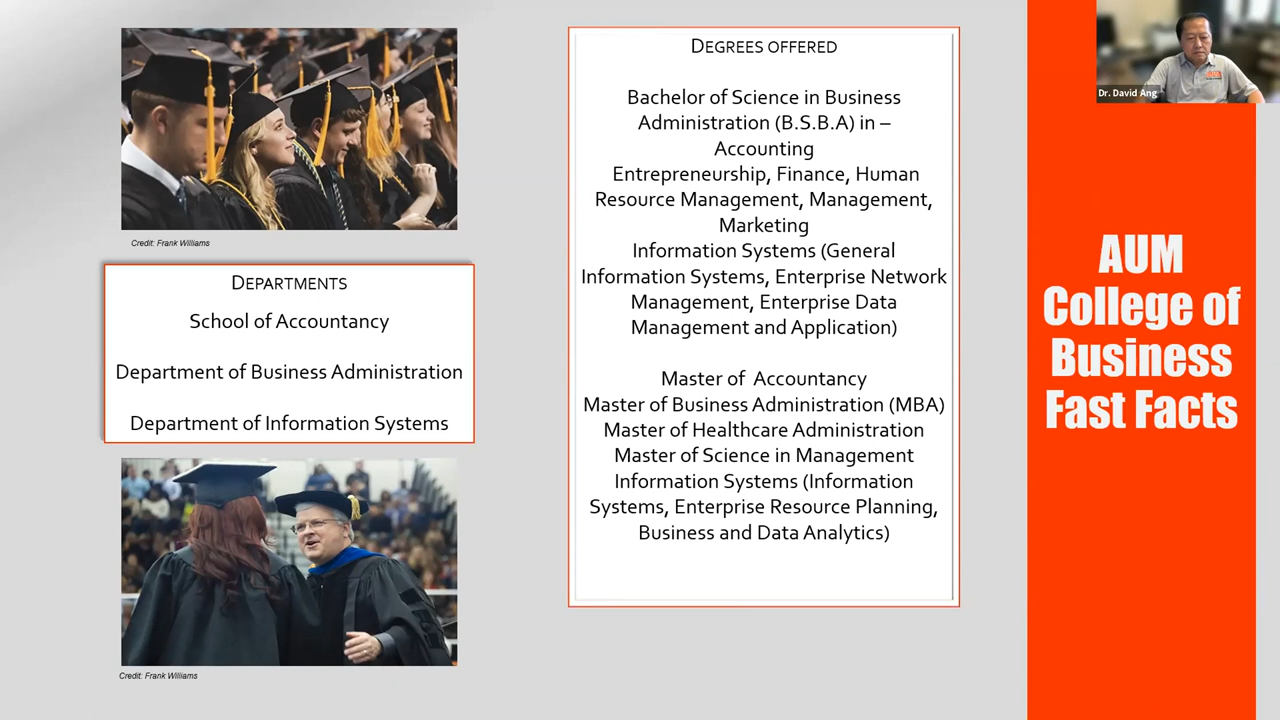 Credit: Frank Williams
DEPARTMENTS
School of Accountancy
Department of Business Administration
Department of Information Systems
Credit: Frank Williams
DEGREES OFFERED
Bachelor of Science in Business
Administration (B.S.B.A) in –
Accounting
Entrepreneurship, Finance, Human
Resource Management, Management,
Marketing
Information Systems (General
Information Systems, Enterprise Network
Management, Enterprise Data
Management and Application)
Master of Accountancy
Master of Business Administration (MBA)
Master of Healthcare Administration
Master of Science in Management
Information Systems (Information
Systems, Enterprise Resource Planning,
Business and Data Analytics)
Dr. David Ang
AUM
College of
Business
Fast Facts